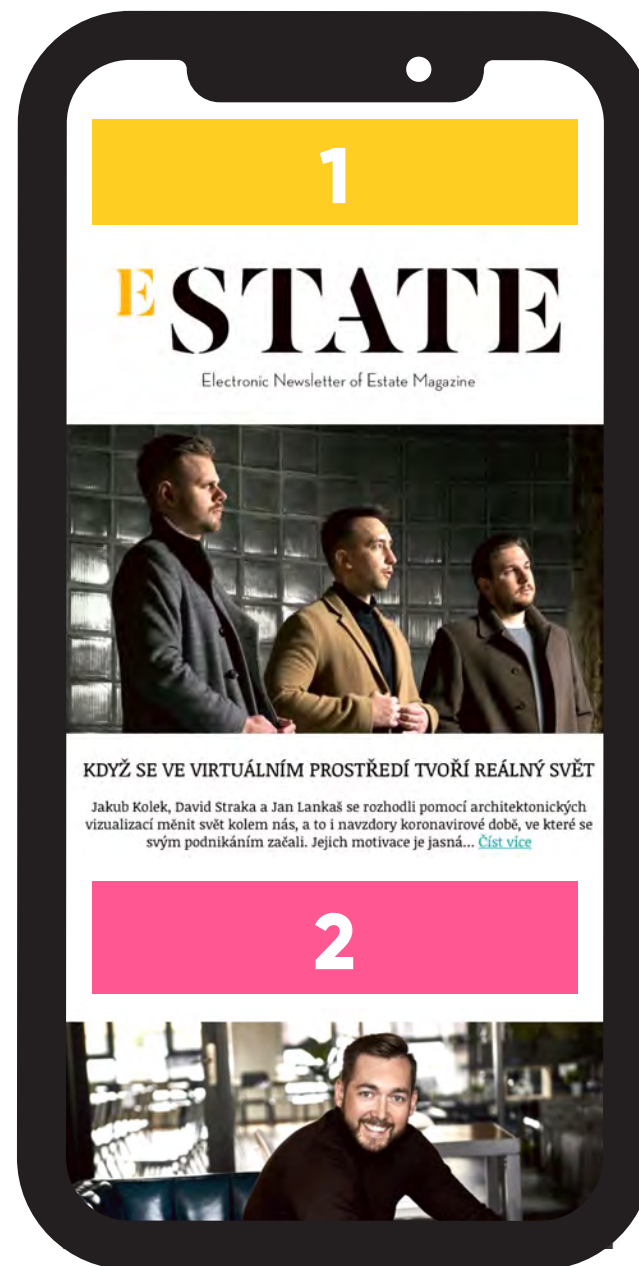 1
ESTATE
Electronic Newsletter of Estate Magazine
KDYŽ SE VE VIRTUÁLNÍM PROSTŘEDÍ TVOŘÍ REÁLNÝ SVĚT
Jakub Kolek, David Straka a Jan Lankaš se rozhodli pomocí architektonických
vizualizací měnit svět kolem nás, a to i navzdory koronavirové době, ve které se
svým podnikáním začali. Jejich motivace je jasná... Číst více
2